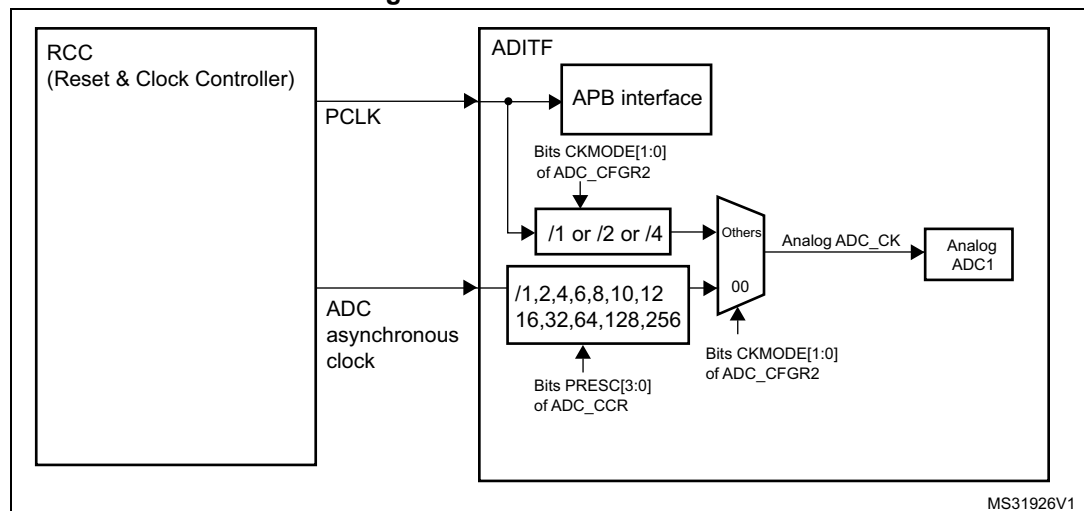 RCC
(Reset & Clock Controller)
PCLK
ADC
asynchronous
clock
ADITF
APB interface
Bits CKMODE[1:0]
of ADC_CFGR2
/1 or /2 or /4
/1,2,4,6,8,10,12
16,32,64,128,256
Bits PRESC[3:0]
of ADC_CCR
Others
00
Bits CKMODE[1:0]
of ADC_CFGR2
Analog ADC_CK
Analog
ADC1
MS31926V1